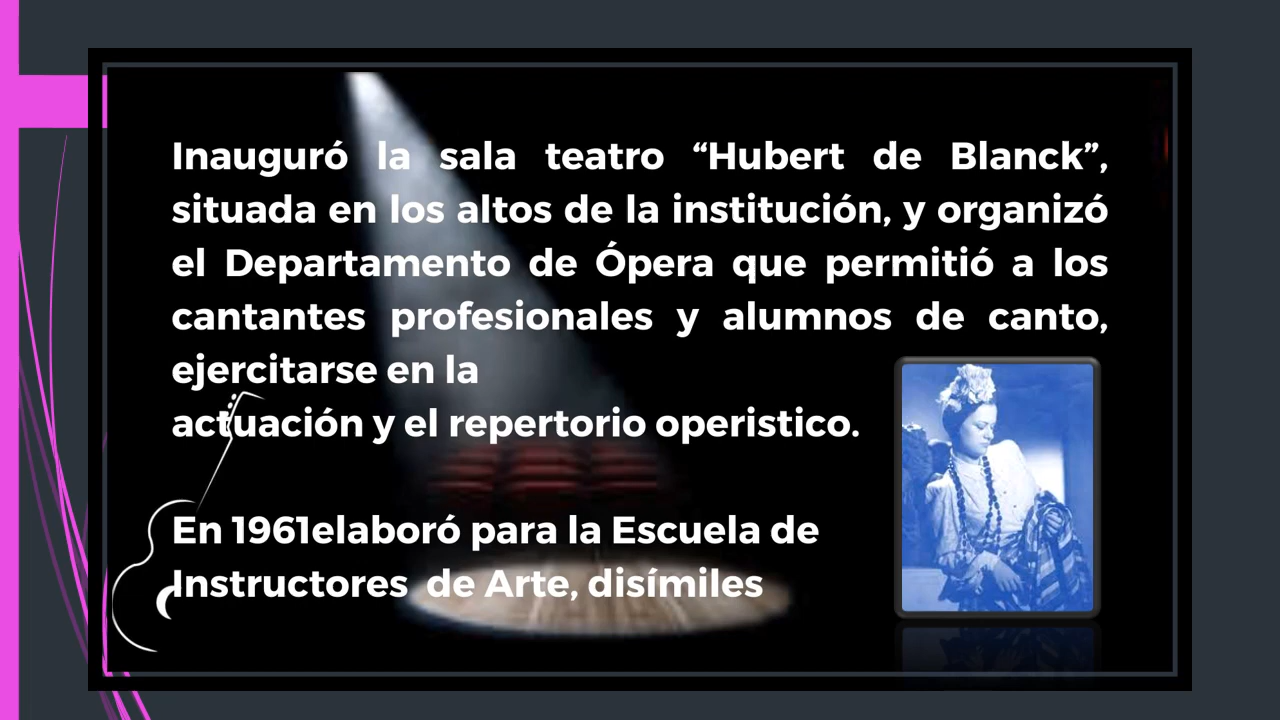 Inauguró la sala teatro “Hubert de Blanck”,
situada en los altos de la institución, y organizó
el Departamento de Ópera que permitió a los
cantantes profesionales y alumnos de canto,
ejercitarse en la
actuación y el repertorio operistico.
En 1961elaboró para la Escuela de
Instructores  de Arte, disímiles